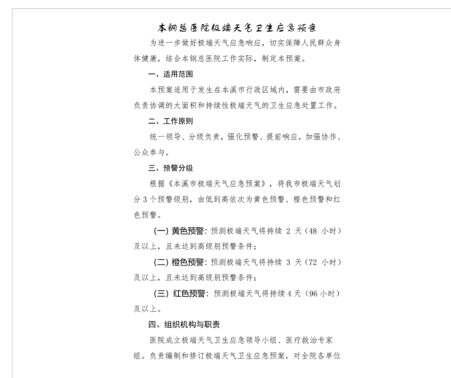 本钢总医院极端天气卫生应急预案
为进一步做好极端天气应急响应，切实保障人民群众身
体健康，结合本钢总医院工作实际，制定本预案。
一、适用范围
本预案适用于发生在本溪市行政区域内，需要由市政府
负责协调的大面积和持续性极端天气的卫生应急处置工作。
二、工作原则
统一领导、分级负责，强化预警、提前响应，加强协作、
公众参与。
三、预警分级
根据《本溪市极端天气应急预案》，将我市极端天气划
分3个预警级别，由低到高依次为黄色预警、橙色预警和红
色预警。
(一) 黄色预警：预测极端天气将持续 2 天（48 小时）
及以上，且未达到高级别预警条件；
(二) 橙色预警：预测极端天气将持续 3 天（72 小时）
及以上，且未达到高级别预警条件；
(三) 红色预警：预测极端天气将持续4天（96小时）
及以上。
四、组织机构与职责
医院成立极端天气卫生应急领导小组、医疗救治专家
组。负责编制和修订极端天气卫生应急预案，对全院各单位